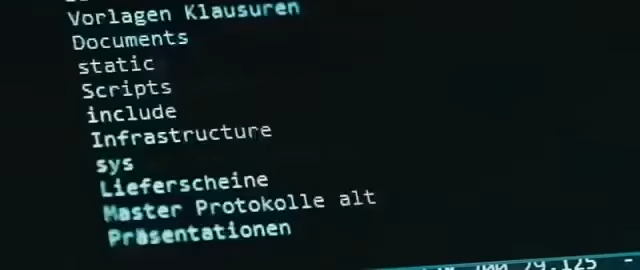 Vorlagen Klausuren
Documents
static
Scripts
include
Infrastructure
sys
Lieferscheine
Master Protokolle alt
Präsentationen